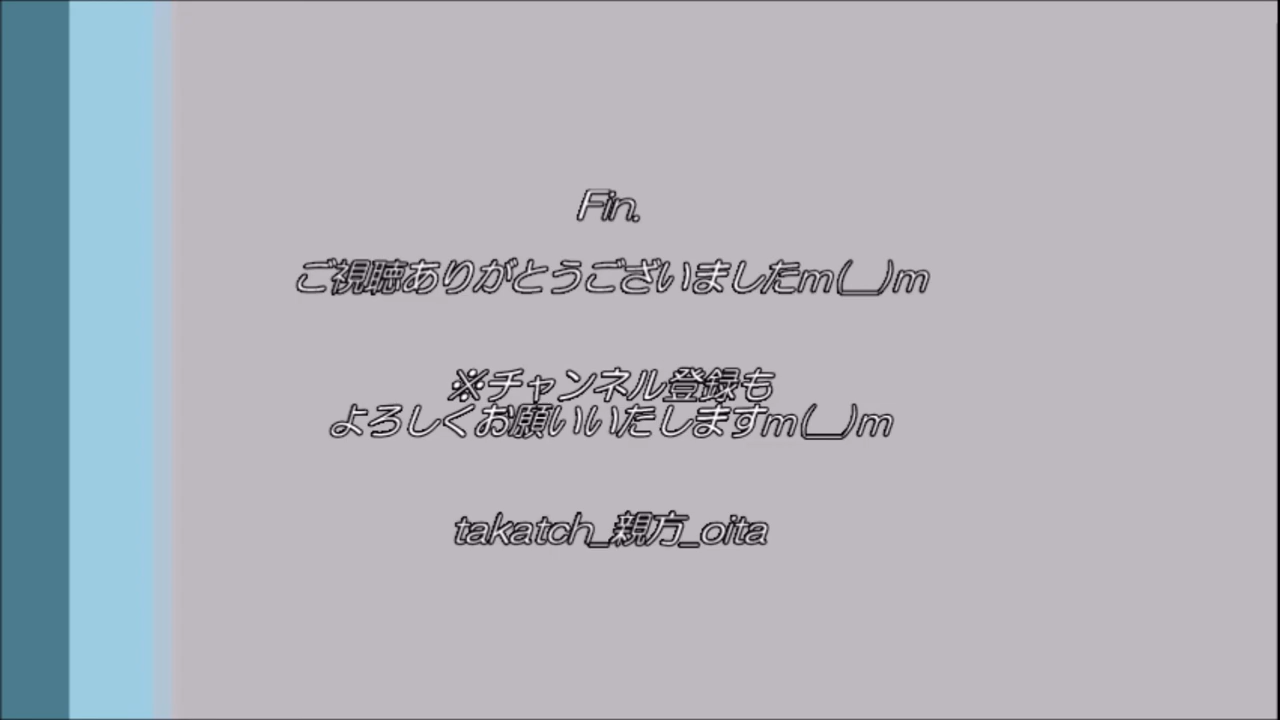 Fin.
ご視聴ありがとうございましたm(__)m
※チャンネル登録も
よろしくお願いいたしますm(__)m
takatch_親方_oita